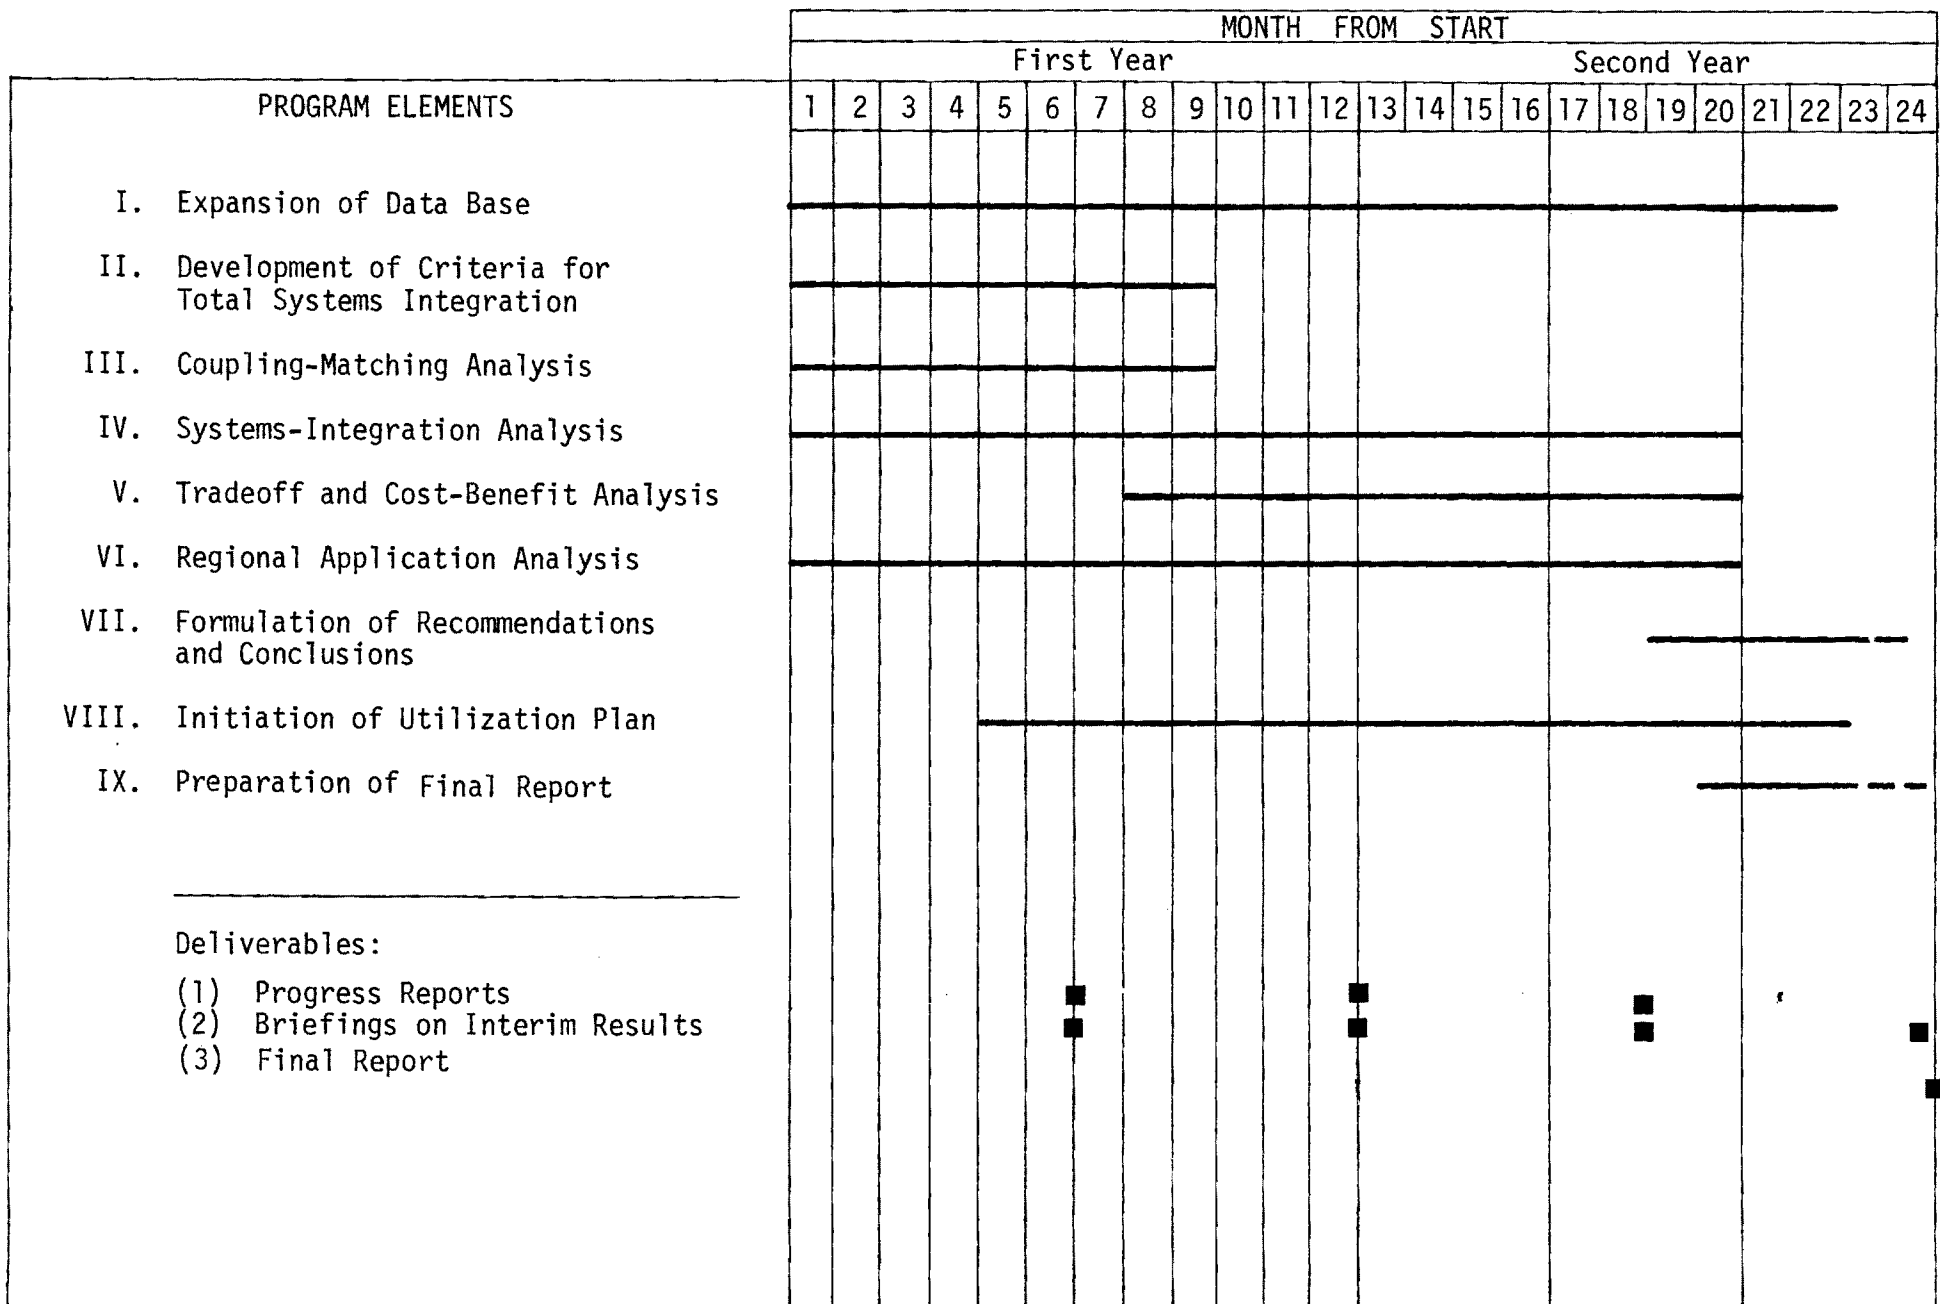 MONTH FROM START
First Year Second Year
PROGRAM ELEMENTS 1 2 3 4 5 6 7 8 9 10 11 12 13 14 15 16 17 18 19 20 21 22 23 24
I. Expansion of Data Base
II. Development of Criteria for
Total Systems Integration
III. Coupling-Matching Analysis
IV. Systems-Integration Analysis
V. Tradeoff and Cost-Benefit Analysis
VI. Regional Application Analysis
VII. Formulation of Recommendations
and Conclusions
VIII. Initiation of Utilization Plan
IX. Preparation of Final Report
Deliverables:
(1) Progress Reports
(2) Briefings on Interim Results
(3) Final Report